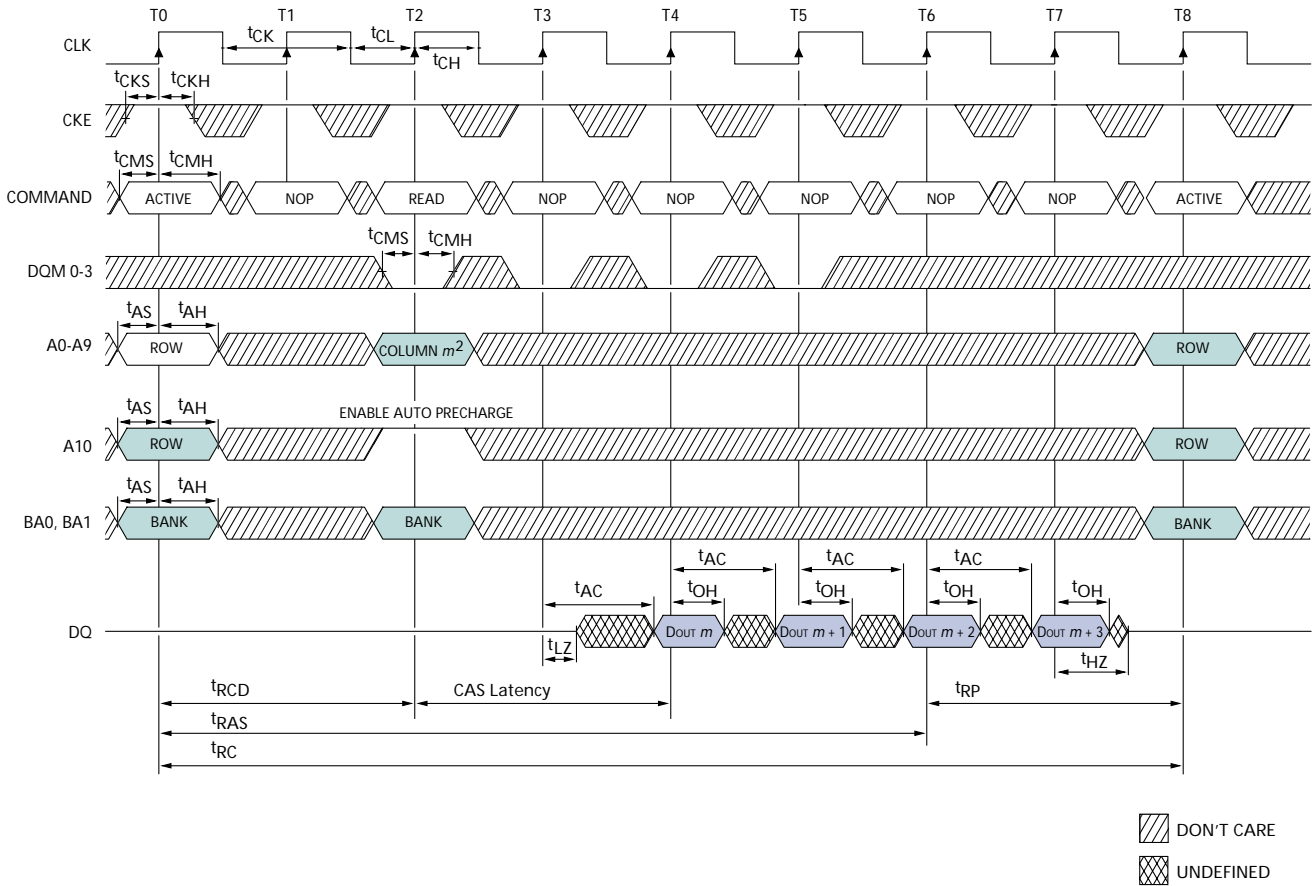 T0 T1 T2 T3 T4 T5 T6 T7 T8
CLK tCK tCL tCH
tCKS tCKH
CKE
tCMS tCMH
COMMAND ACTIVE NOP READ NOP NOP NOP NOP NOP ACTIVE
tCMS tCMH
DQM 0-3
tAS tAH
A0-A9 ROW COLUMN m2 ROW
tAS tAH ENABLE AUTO PRECHARGE
A10 ROW ROW
tAS tAH
BA0, BA1 BANK BANK BANK
tAC tAC tAC tAC
tOH tOH tOH tOH
DQ DOUT m DOUT m + 1 DOUT m + 2 DOUT m + 3
tLZ tHZ
tRCD CAS Latency tRP
tRAS
tRC
DON'T CARE
UNDEFINED